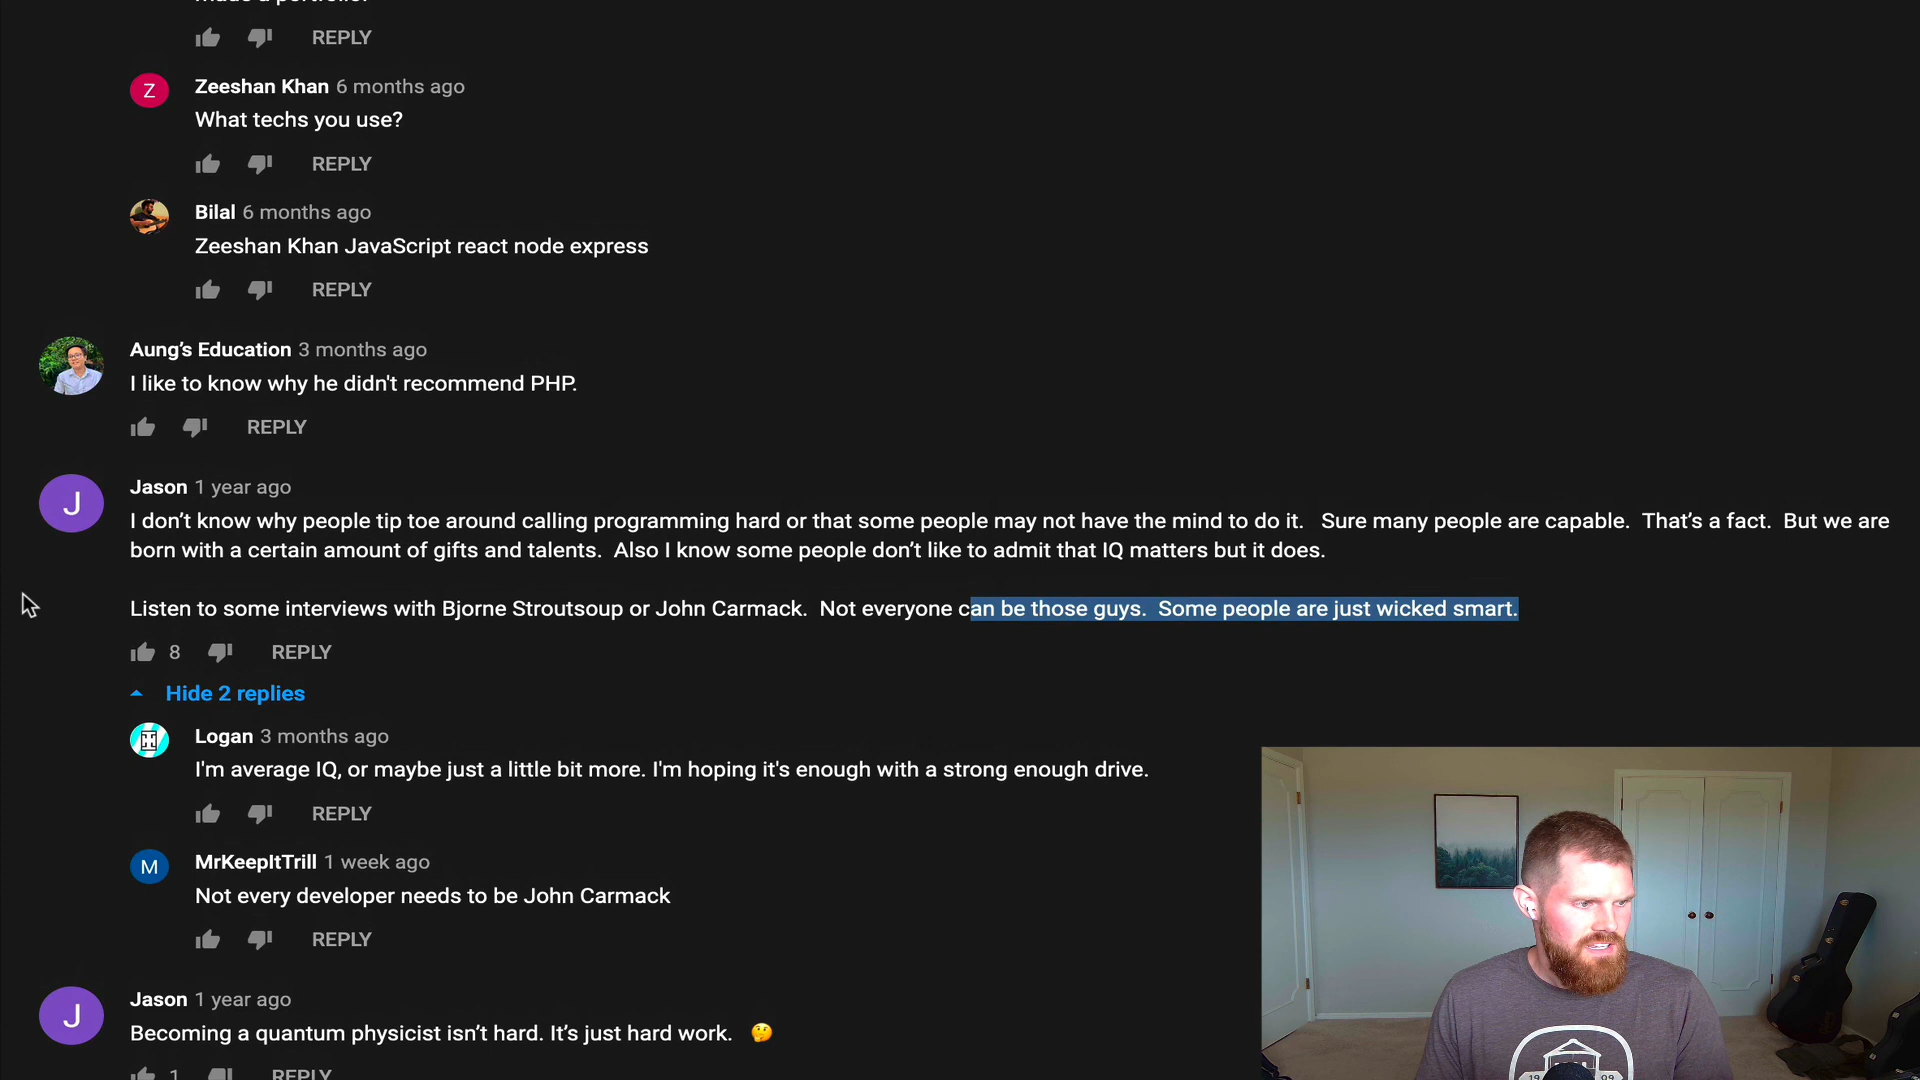 REPLY
Z
Zeeshan Khan 6 months ago
What techs you use?
REPLY
Bilal 6 months ago
Zeeshan Khan JavaScript react node express
REPLY
Aung's Education 3 months ago
I like to know why he didn't recommend PHP.
REPLY
J
Jason 1 year ago
I don't know why people tip toe around calling programming hard or that some people may not have the mind to do it.   Sure many people are capable.  That's a fact.  But we are
born with a certain amount of gifts and talents.  Also I know some people don't like to admit that IQ matters but it does.
Listen to some interviews with Bjorne Stroutsoup or John Carmack.  Not everyone can be those guys.  Some people are just wicked smart.
8 REPLY
Hide 2 replies
Logan 3 months ago
I'm average IQ, or maybe just a little bit more. I'm hoping it's enough with a strong enough drive.
REPLY
M
MrKeepItTrill 1 week ago
Not every developer needs to be John Carmack
REPLY
J
Jason 1 year ago
Becoming a quantum physicist isn't hard. It's just hard work. 🤔
1 REPLY